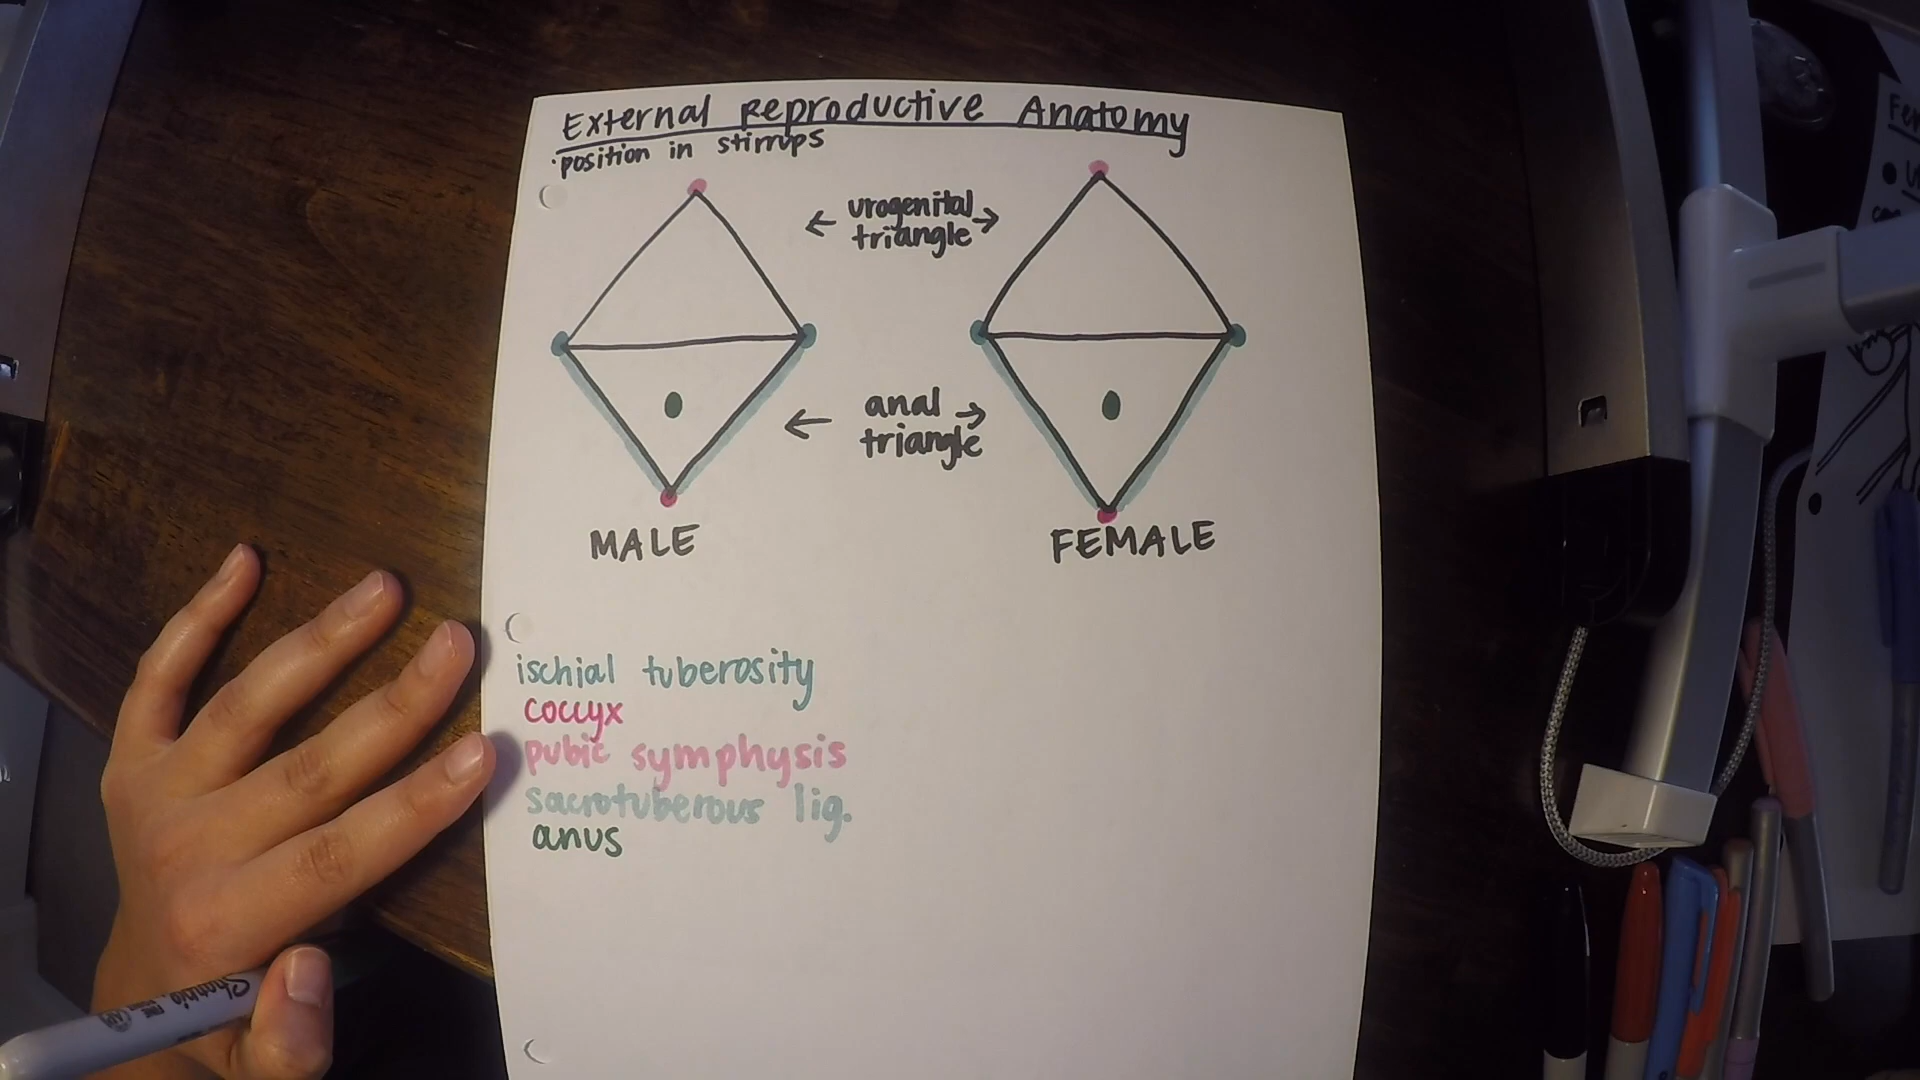 External Reproductive Anatomy
·position in stirrups
← urogenital →
triangle
← anal →
triangle
MALE
FEMALE
ischial tuberosity
coccyx
pubic symphysis
sacrotuberous lig.
anus
Sharpie